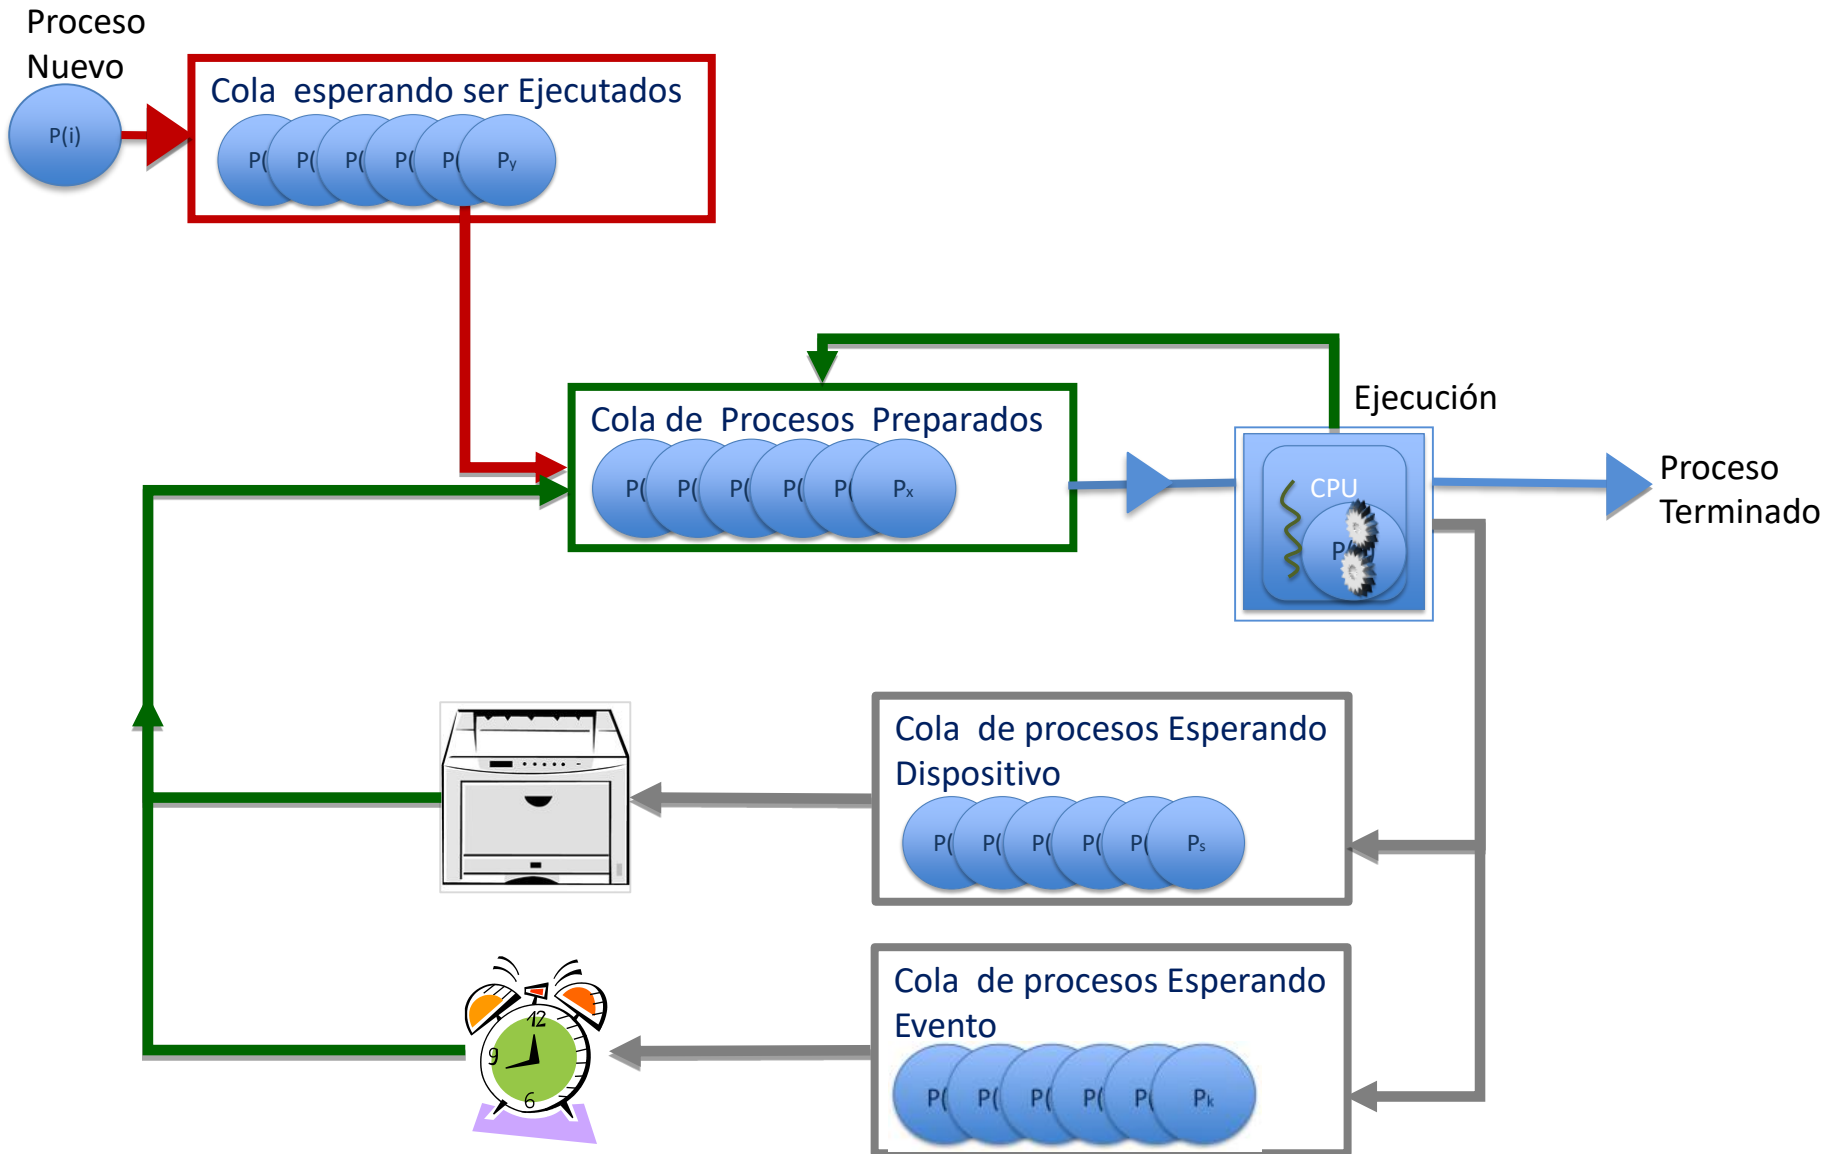 Proceso
Nuevo
P(i)
Cola esperando ser Ejecutados
P( P( P( P( P( Py
Cola de Procesos Preparados
P( P( P( P( P( Px
Ejecución
CPU
Proceso
Terminado
Cola de procesos Esperando
Dispositivo
P( P( P( P( P( Ps
Cola de procesos Esperando
Evento
P( P( P( P( P( Pk
12
9
6